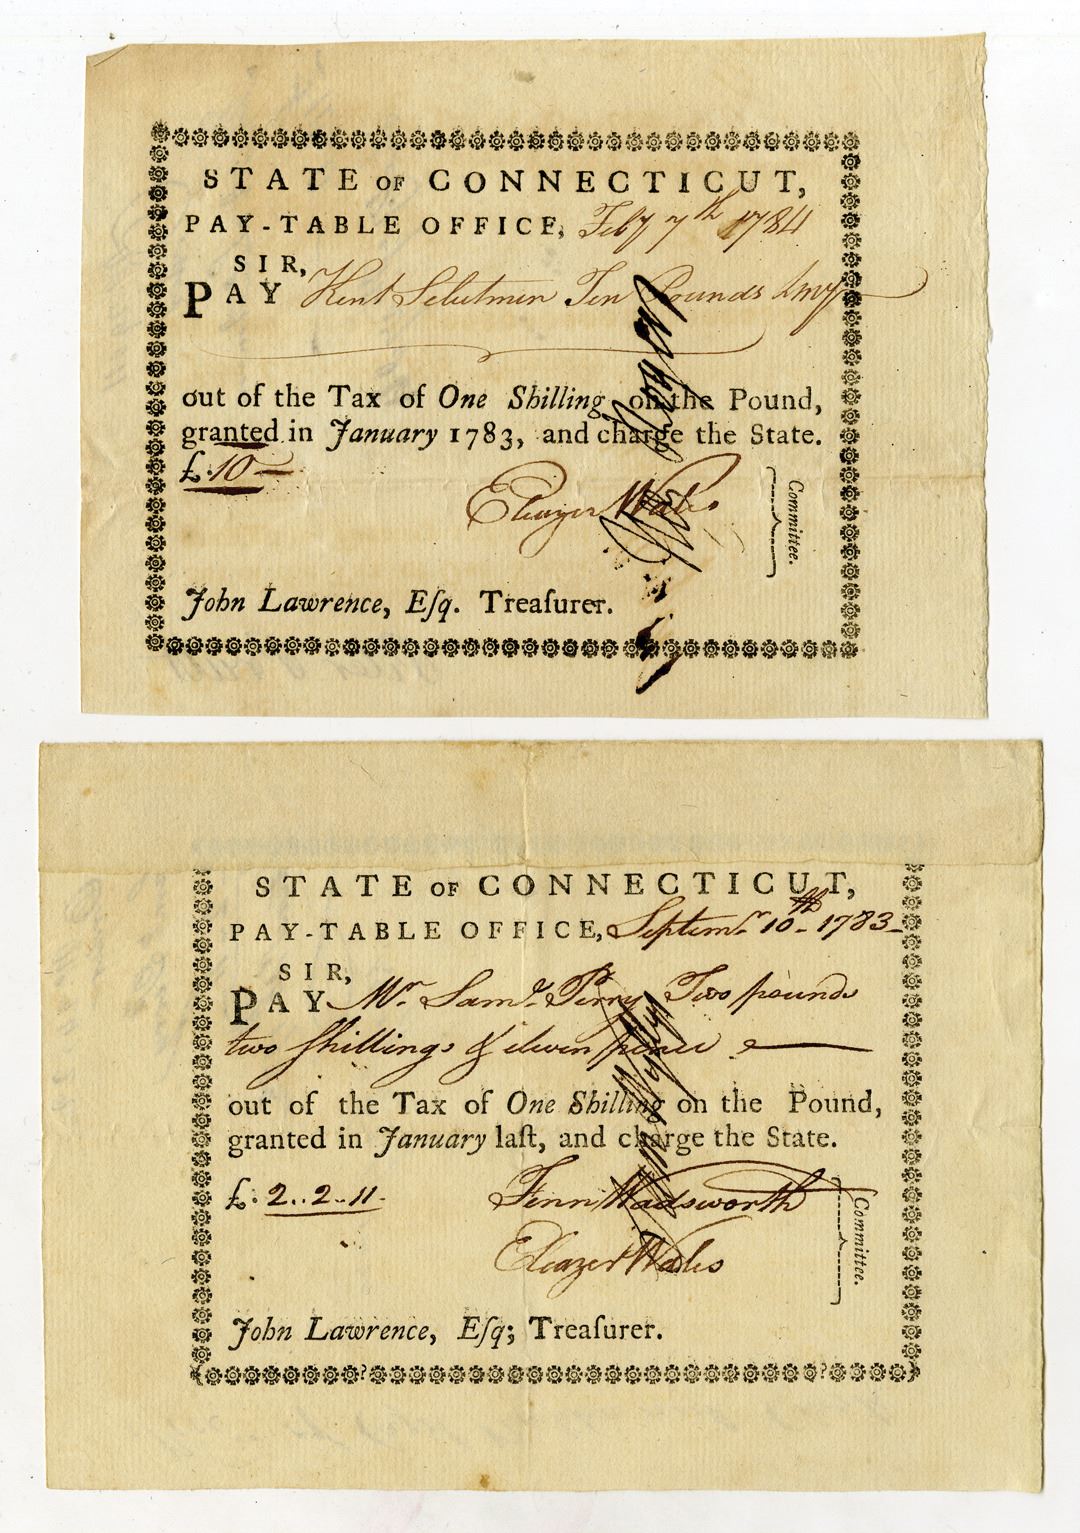 STATE OF CONNECTICUT,
PAY-TABLE OFFICE, Feby 7th 1784
SIR,
PAY Kent Selectmen Ten Pounds Lmy
out of the Tax of One Shilling on the Pound,
granted in January 1783, and charge the State.
£.10—
Eleazer Wales
Committee.
John Lawrence, Eſq. Treaſurer.
STATE OF CONNECTICUT,
PAY-TABLE OFFICE, Septemr 10th 1783
SIR,
PAY Mr Saml Perry Two pounds
two shillings & eleven pence
out of the Tax of One Shilling on the Pound,
granted in January laſt, and charge the State.
£. 2..2..11.
Fenn Wadsworth
Eleazer Wales
Committee.
John Lawrence, Eſq; Treaſurer.